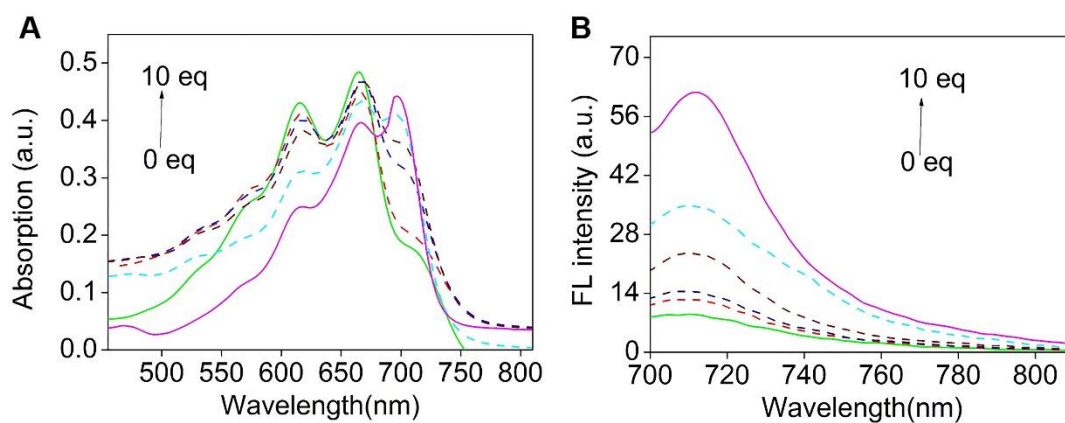 A
0.5
0.4
0.3
0.2
0.1
0.0
Absorption (a.u.)
10 eq
0 eq
500 550 600 650 700 750 800
Wavelength(nm)
B
70
56
42
28
14
0
FL intensity (a.u.)
10 eq
0 eq
700 720 740 760 780 800
Wavelength(nm)